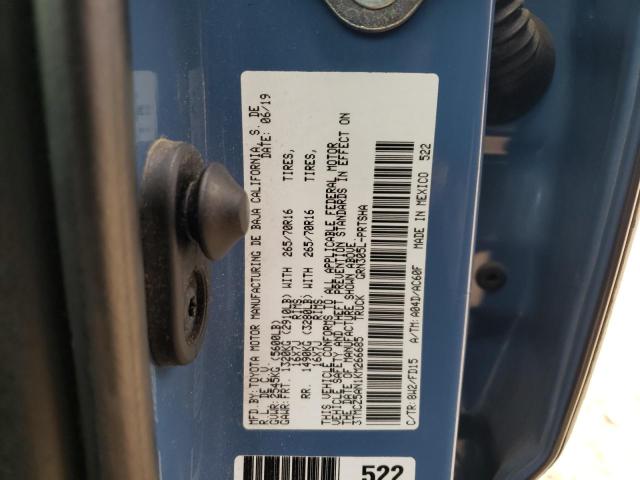 MFD.BY:TOYOTA MOTOR MANUFACTURING DE BAJA CALIFORNIA, S. DE
R. L. DE C.V. DATE: 06/19
GVWR: 2545KG (5600LB)
GAWR:FRT. 1320KG (2910LB) WITH 265/70R16 TIRES,
16X7J RIMS,
RR. 1490KG (3280LB) WITH 265/70R16 TIRES,
16X7J RIMS.
THIS VEHICLE CONFORMS TO ALL APPLICABLE FEDERAL MOTOR
VEHICLE SAFETY AND THEFT PREVENTION STANDARDS IN EFFECT ON
THE DATE OF MANUFACTURE SHOWN ABOVE.
3TMCZ5AN1KM266685 TRUCK GRN305L-PRTSHA
C/TR: 8W2/FD15 A/TM: A04D/AC60F MADE IN MEXICO 522
522